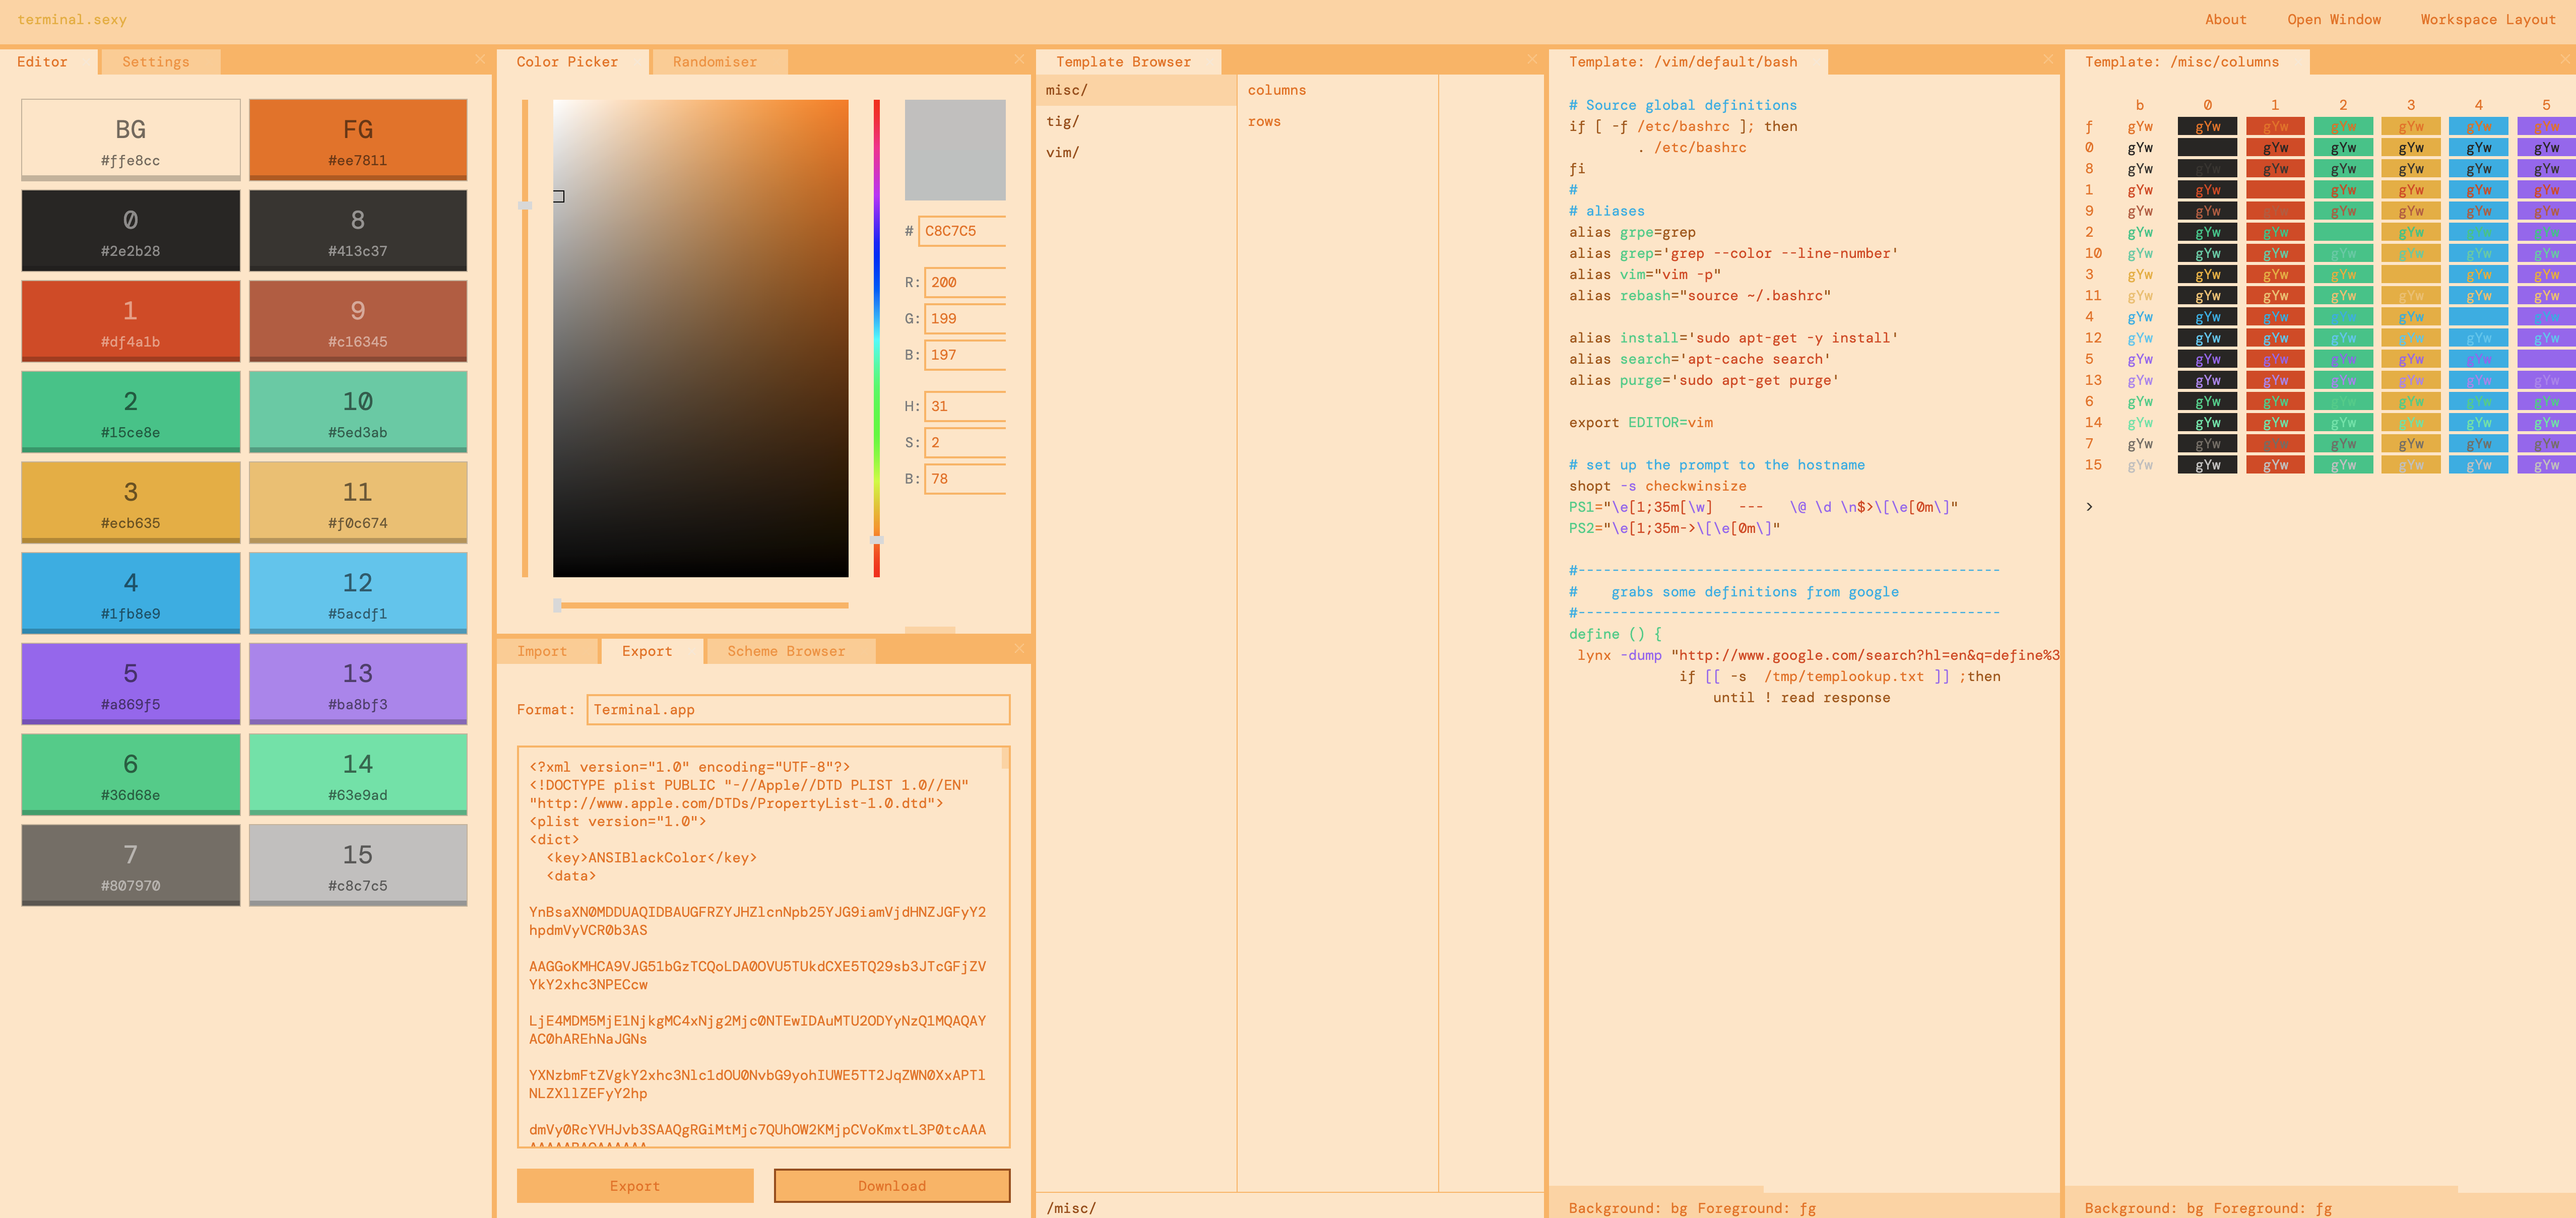 terminal.sexy
About Open Window Workspace Layout
Editor Settings
BG
#ffe8cc
FG
#ee7811
0
#2e2b28
8
#413c37
1
#df4a1b
9
#c16345
2
#15ce8e
10
#5ed3ab
3
#ecb635
11
#f0c674
4
#1fb8e9
12
#5acdf1
5
#a869f5
13
#ba8bf3
6
#36d68e
14
#63e9ad
7
#807970
15
#c8c7c5
Color Picker Randomiser
# C8C7C5
R: 200
G: 199
B: 197
H: 31
S: 2
B: 78
Import Export Scheme Browser
Format: Terminal.app
<?xml version="1.0" encoding="UTF-8"?>
<!DOCTYPE plist PUBLIC "-//Apple//DTD PLIST 1.0//EN"
"http://www.apple.com/DTDs/PropertyList-1.0.dtd">
<plist version="1.0">
<dict>
<key>ANSIBlackColor</key>
<data>
YnBsaXN0MDDUAQIDBAUGFRZYJHZlcnNpb25YJG9iamVjdHNZJGFyY2
hpdmVyVCR0b3AS
AAGGoKMHCA9VJG51bGzTCQoLDA0OVU5TUkdCXE5TQ29sb3JTcGFjZV
YkY2xhc3NPECcw
LjE4MDM5MjE1NjkgMC4xNjg2Mjc0NTEwIDAuMTU2ODYyNzQ1MQAQAY
AC0hAREhNaJGNs
YXNzbmFtZVgkY2xhc3Nlc1dOU0NvbG9yohIUWE5TT2JqZWN0XxAPTl
NLZXllZEFyY2hp
dmVy0RcYVHJvb3SAAQgRGiMtMjc7QUhOW2KMjpCVoKmxtL3P0tcAAA
Export Download
Template Browser
misc/
tig/
vim/
columns
rows
/misc/
Template: /vim/default/bash
# Source global definitions
if [ -f /etc/bashrc ]; then
. /etc/bashrc
fi
#
# aliases
alias grpe=grep
alias grep='grep --color --line-number'
alias vim="vim -p"
alias rebash="source ~/.bashrc"
alias install='sudo apt-get -y install'
alias search='apt-cache search'
alias purge='sudo apt-get purge'
export EDITOR=vim
# set up the prompt to the hostname
shopt -s checkwinsize
PS1="\e[1;35m[\w]   ---   \@ \d \n$>\[\e[0m\]"
PS2="\e[1;35m->\[\e[0m\]"
#--------------------------------------------------
#    grabs some definitions from google
#--------------------------------------------------
define () {
lynx -dump "http://www.google.com/search?hl=en&q=define%3
if [[ -s  /tmp/templookup.txt ]] ;then
until ! read response
Background: bg Foreground: fg
Template: /misc/columns
b 0 1 2 3 4 5
f gYw gYw gYw gYw gYw gYw gYw
0 gYw gYw gYw gYw gYw gYw
8 gYw gYw gYw gYw gYw gYw gYw
1 gYw gYw gYw gYw gYw gYw
9 gYw gYw gYw gYw gYw gYw
2 gYw gYw gYw gYw gYw gYw
10 gYw gYw gYw gYw gYw gYw gYw
3 gYw gYw gYw gYw gYw gYw
11 gYw gYw gYw gYw gYw gYw gYw
4 gYw gYw gYw gYw gYw gYw
12 gYw gYw gYw gYw gYw gYw gYw
5 gYw gYw gYw gYw gYw gYw
13 gYw gYw gYw gYw gYw gYw gYw
6 gYw gYw gYw gYw gYw gYw
14 gYw gYw gYw gYw gYw gYw gYw
7 gYw gYw gYw gYw gYw gYw gYw
15 gYw gYw gYw gYw gYw gYw gYw
>
Background: bg Foreground: fg